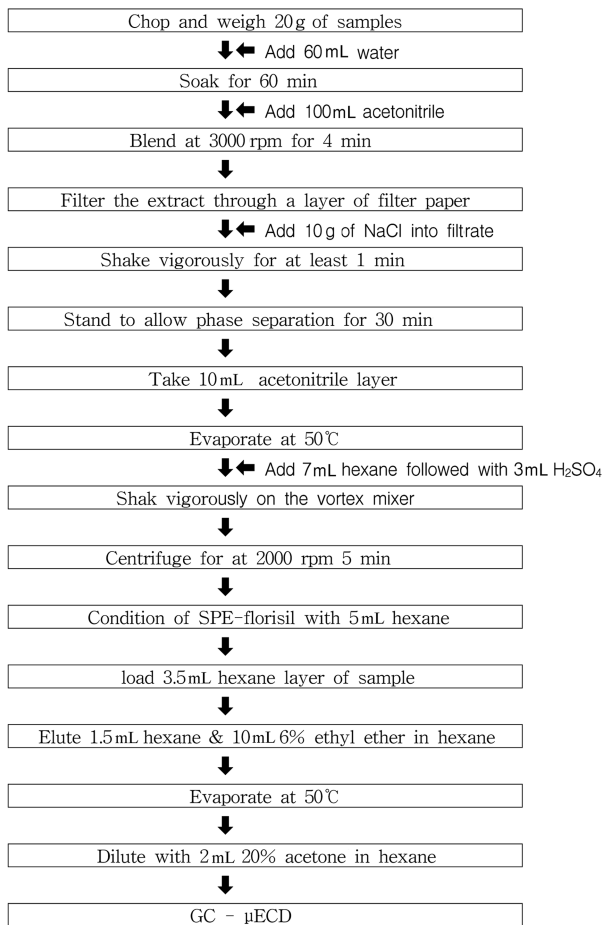 Chop and weigh 20g of samples
Add 60mL water
Soak for 60 min
Add 100mL acetonitrile
Blend at 3000 rpm for 4 min
Filter the extract through a layer of filter paper
Add 10g of NaCl into filtrate
Shake vigorously for at least 1 min
Stand to allow phase separation for 30 min
Take 10mL acetonitrile layer
Evaporate at 50℃
Add 7mL hexane followed with 3mL H₂SO₄
Shak vigorously on the vortex mixer
Centrifuge for at 2000 rpm 5 min
Condition of SPE-florisil with 5mL hexane
load 3.5mL hexane layer of sample
Elute 1.5mL hexane & 10mL 6% ethyl ether in hexane
Evaporate at 50℃
Dilute with 2mL 20% acetone in hexane
GC - μECD